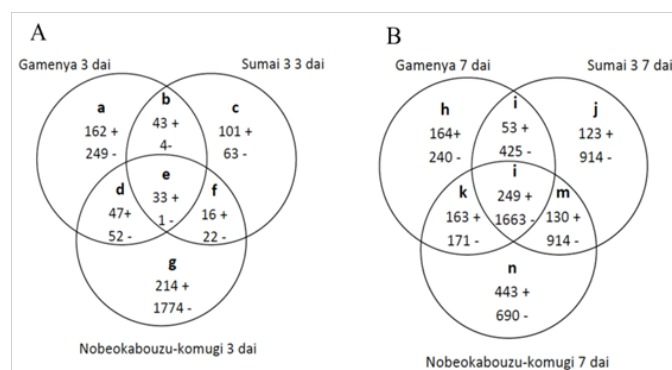 A
Gamenya 3 dai
Sumai 3 3 dai
a
162 +
249 -
b
43 +
4-
c
101 +
63 -
d
47+
52 -
e
33 +
1 -
f
16 +
22 -
g
214 +
1774 -
Nobeokabouzu-komugi 3 dai
B
Gamenya 7 dai
Sumai 3 7 dai
h
164+
240 -
i
53 +
425 -
j
123 +
914 -
k
163 +
171 -
i
249 +
1663 -
m
130 +
914 -
n
443 +
690 -
Nobeokabouzu-komugi 7 dai